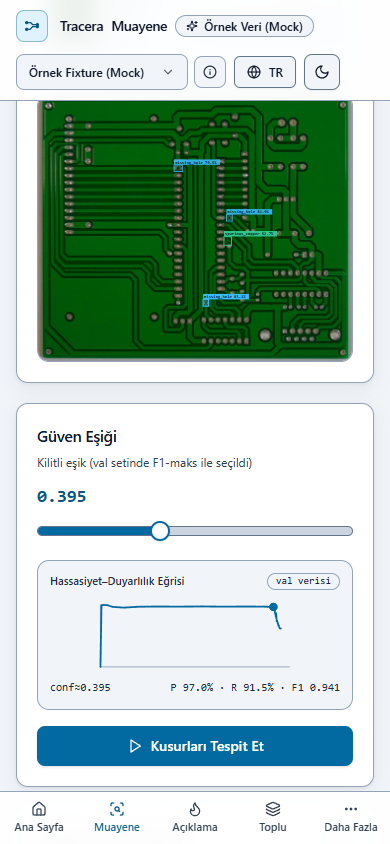 Tracera Muayene Örnek Veri (Mock)
Örnek Fixture (Mock) TR
Güven Eşiği
Kilitli eşik (val setinde F1-maks ile seçildi)
0.395
Hassasiyet–Duyarlılık Eğrisi val verisi
conf≈0.395 P 97.0% · R 91.5% · F1 0.941
Kusurları Tespit Et
Ana Sayfa Muayene Açıklama Toplu Daha Fazla